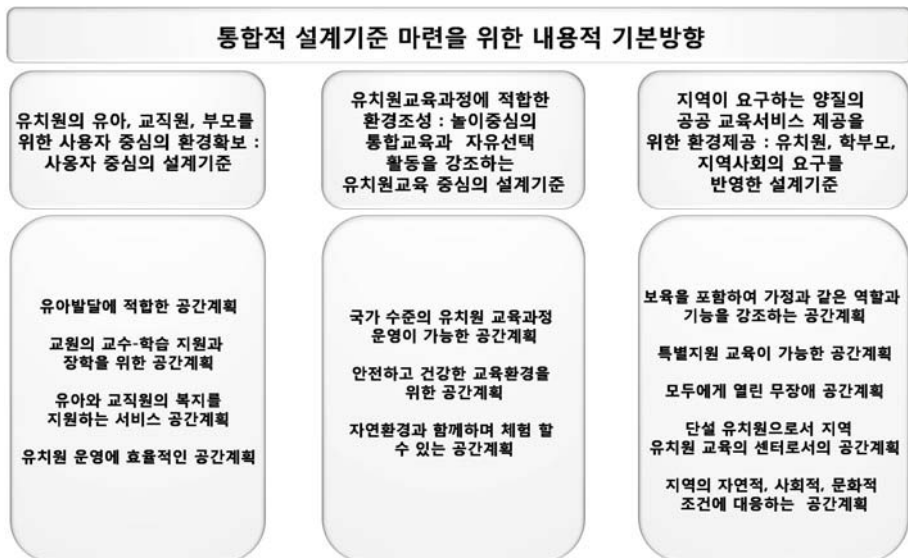 통합적 설계기준 마련을 위한 내용적 기본방향
유치원의 유아, 교직원, 부모를
위한 사용자 중심의 환경확보 :
사용자 중심의 설계기준
유치원교육과정에 적합한
환경조성 : 놀이중심의
통합교육과 자유선택
활동을 강조하는
유치원교육 중심의 설계기준
지역이 요구하는 양질의
공공 교육서비스 제공을
위한 환경제공 : 유치원, 학부모,
지역사회의 요구를
반영한 설계기준
유아발달에 적합한 공간계획
교원의 교수-학습 지원과
장학을 위한 공간계획
유아와 교직원의 복지를
지원하는 서비스 공간계획
유치원 운영에 효율적인 공간계획
국가 수준의 유치원 교육과정
운영이 가능한 공간계획
안전하고 건강한 교육환경을
위한 공간계획
자연환경과 함께하며 체험 할
수 있는 공간계획
보육을 포함하여 가정과 같은 역할과
기능을 강조하는 공간계획
특별지원 교육이 가능한 공간계획
모두에게 열린 무장애 공간계획
단설 유치원으로서 지역
유치원 교육의 센터로서의 공간계획
지역의 자연적, 사회적, 문화적
조건에 대용하는 공간계획